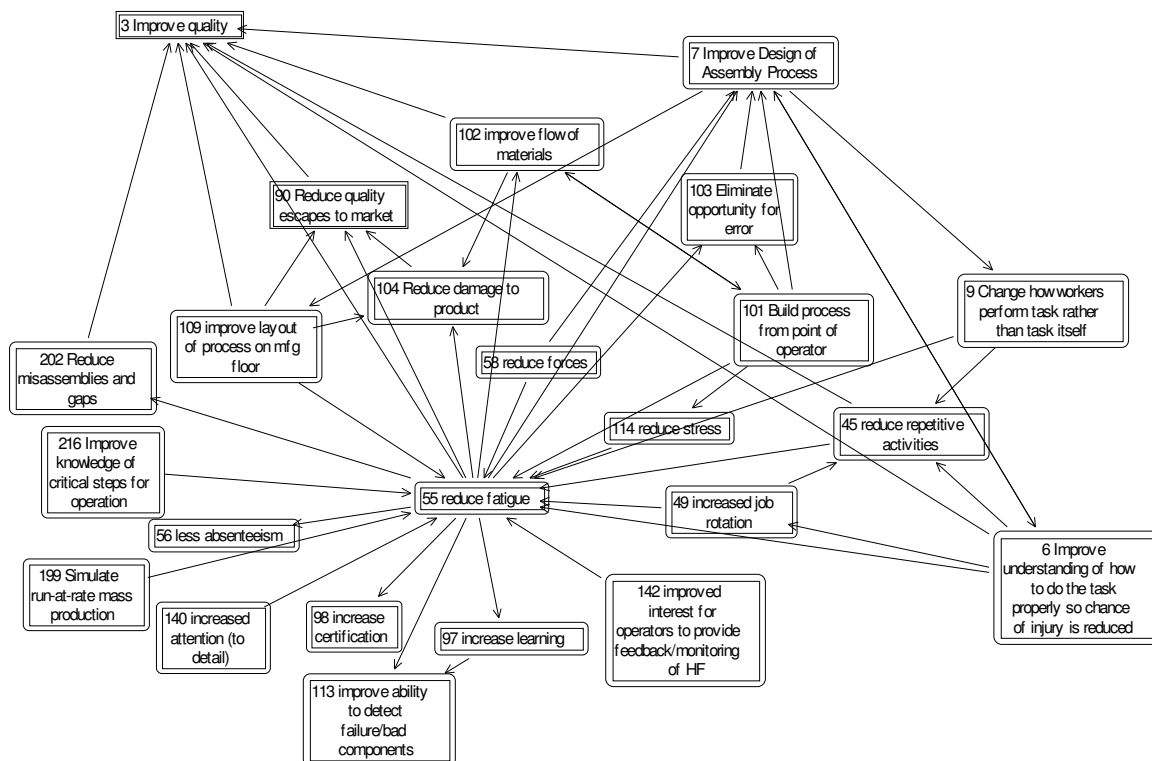 3 Improve quality
7 Improve Design of
Assembly Process
102 improve flow of
materials
90 Reduce quality
escapes to market
103 Eliminate
opportunity for
error
104 Reduce damage to
product
9 Change how workers
perform task rather
than task itself
101 Build process
from point of
operator
109 improve layout
of process on mfg
floor
202 Reduce
misassemblies and
gaps
58 reduce forces
114 reduce stress
45 reduce repetitive
activities
216 Improve
knowledge of
critical steps for
operation
55 reduce fatigue
49 increased job
rotation
56 less absenteeism
6 Improve
understanding of how
to do the task
properly so chance
of injury is reduced
199 Simulate
run-at-rate mass
production
140 increased
attention (to
detail)
98 increase
certification
97 increase learning
142 improved
interest for
operators to provide
feedback/monitoring
of HF
113 improve ability
to detect
failure/bad
components